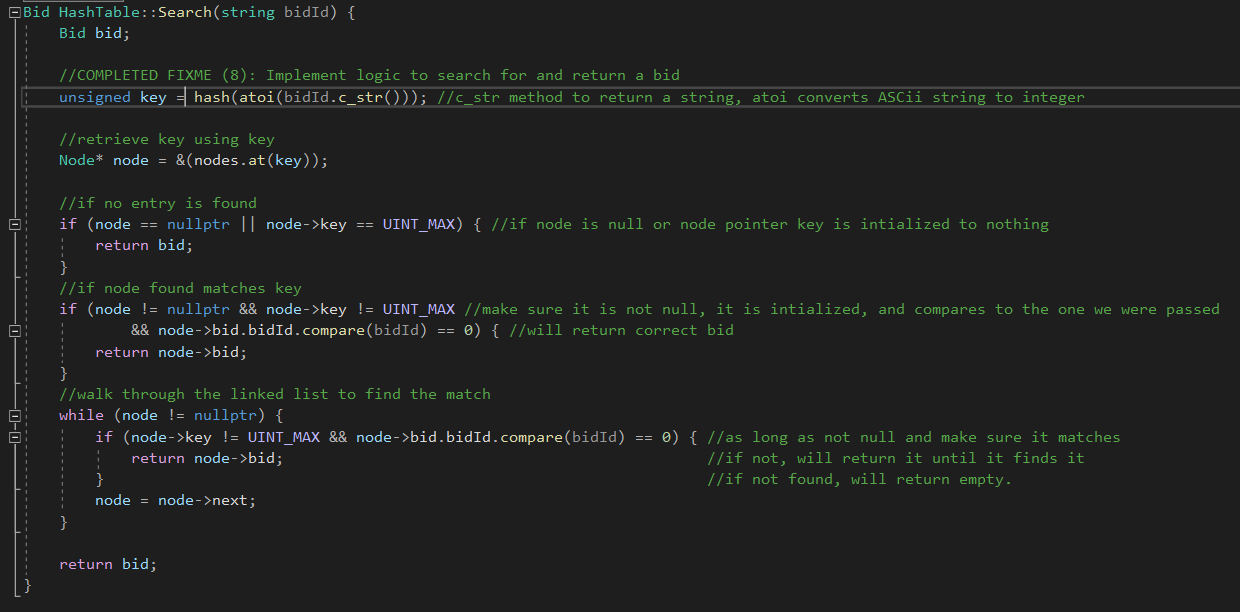 Bid HashTable::Search(string bidId) {
    Bid bid;

    //COMPLETED FIXME (8): Implement logic to search for and return a bid
    unsigned key = hash(atoi(bidId.c_str())); //c_str method to return a string, atoi converts ASCii string to integer

    //retrieve key using key
    Node* node = &(nodes.at(key));

    //if no entry is found
    if (node == nullptr || node->key == UINT_MAX) { //if node is null or node pointer key is intialized to nothing
        return bid;
    }
    //if node found matches key
    if (node != nullptr && node->key != UINT_MAX //make sure it is not null, it is intialized, and compares to the one we were passed
            && node->bid.bidId.compare(bidId) == 0) { //will return correct bid
        return node->bid;
    }
    //walk through the linked list to find the match
    while (node != nullptr) {
        if (node->key != UINT_MAX && node->bid.bidId.compare(bidId) == 0) { //as long as not null and make sure it matches
            return node->bid;                                               //if not, will return it until it finds it
        }                                                                   //if not found, will return empty.
        node = node->next;
    }

    return bid;
}